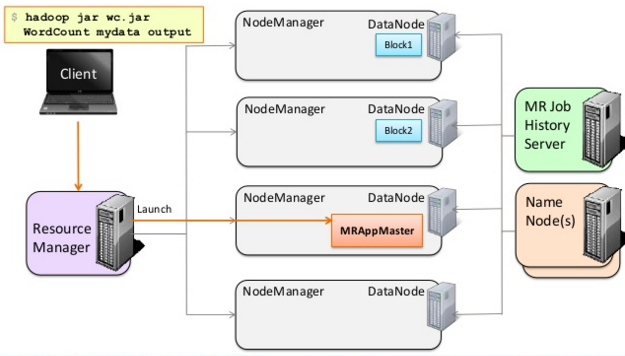 $ hadoop jar wc.jar
WordCount mydata output
Client
Resource
Manager
Launch
NodeManager
DataNode
Block1
NodeManager
DataNode
Block2
NodeManager
DataNode
MRAppMaster
NodeManager
DataNode
MR Job
History
Server
Name
Node(s)